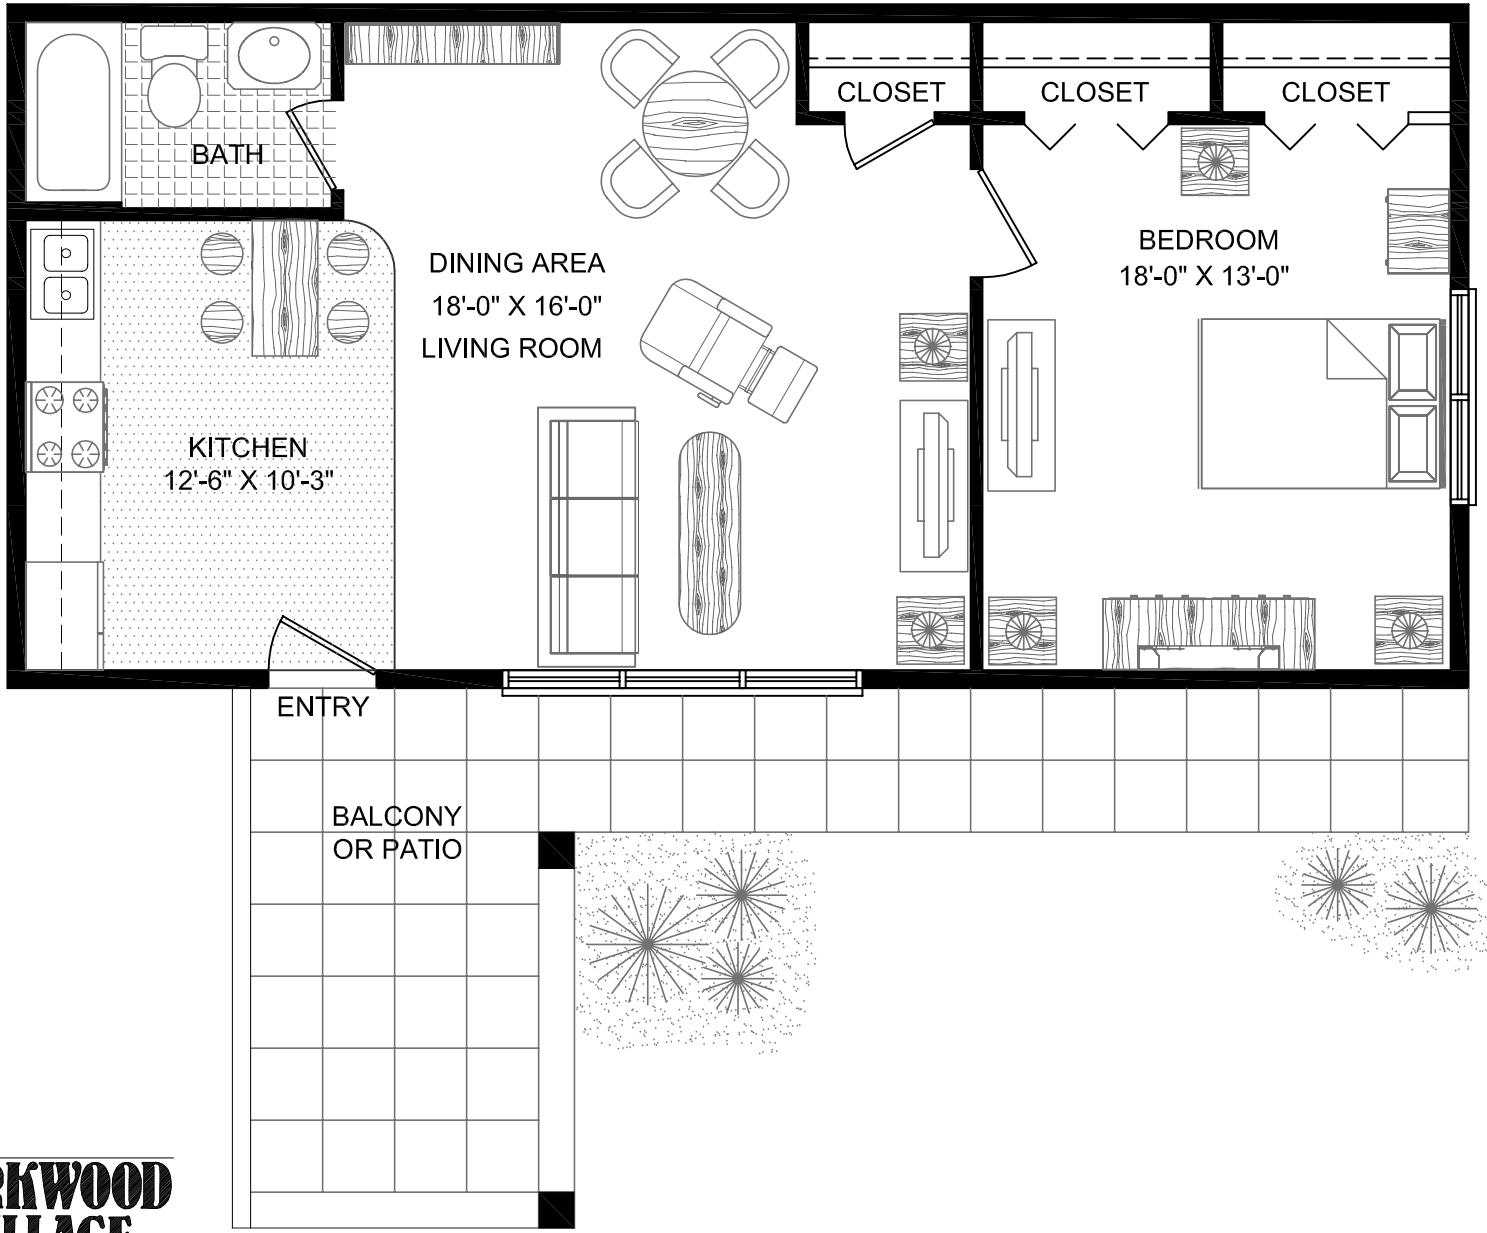 CLOSET
CLOSET
CLOSET
BATH
DINING AREA
18'-0" X 16'-0"
LIVING ROOM
BEDROOM
18'-0" X 13'-0"
KITCHEN
12'-6" X 10'-3"
ENTRY
BALCONY
OR PATIO
RKWOOD